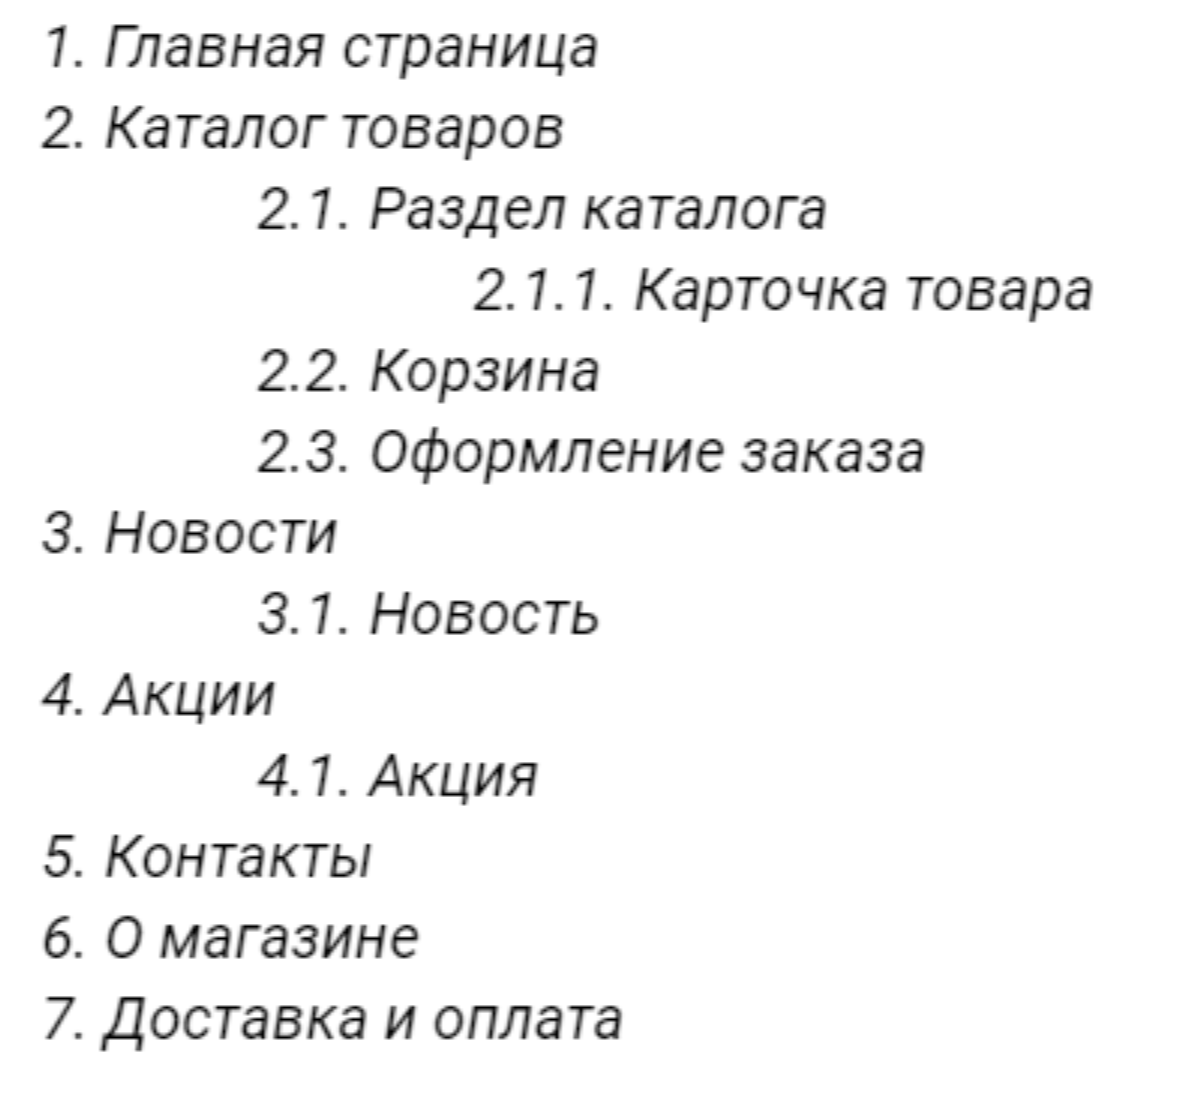 1. Главная страница
2. Каталог товаров
2.1. Раздел каталога
2.1.1. Карточка товара
2.2. Корзина
2.3. Оформление заказа
3. Новости
3.1. Новость
4. Акции
4.1. Акция
5. Контакты
6. О магазине
7. Доставка и оплата